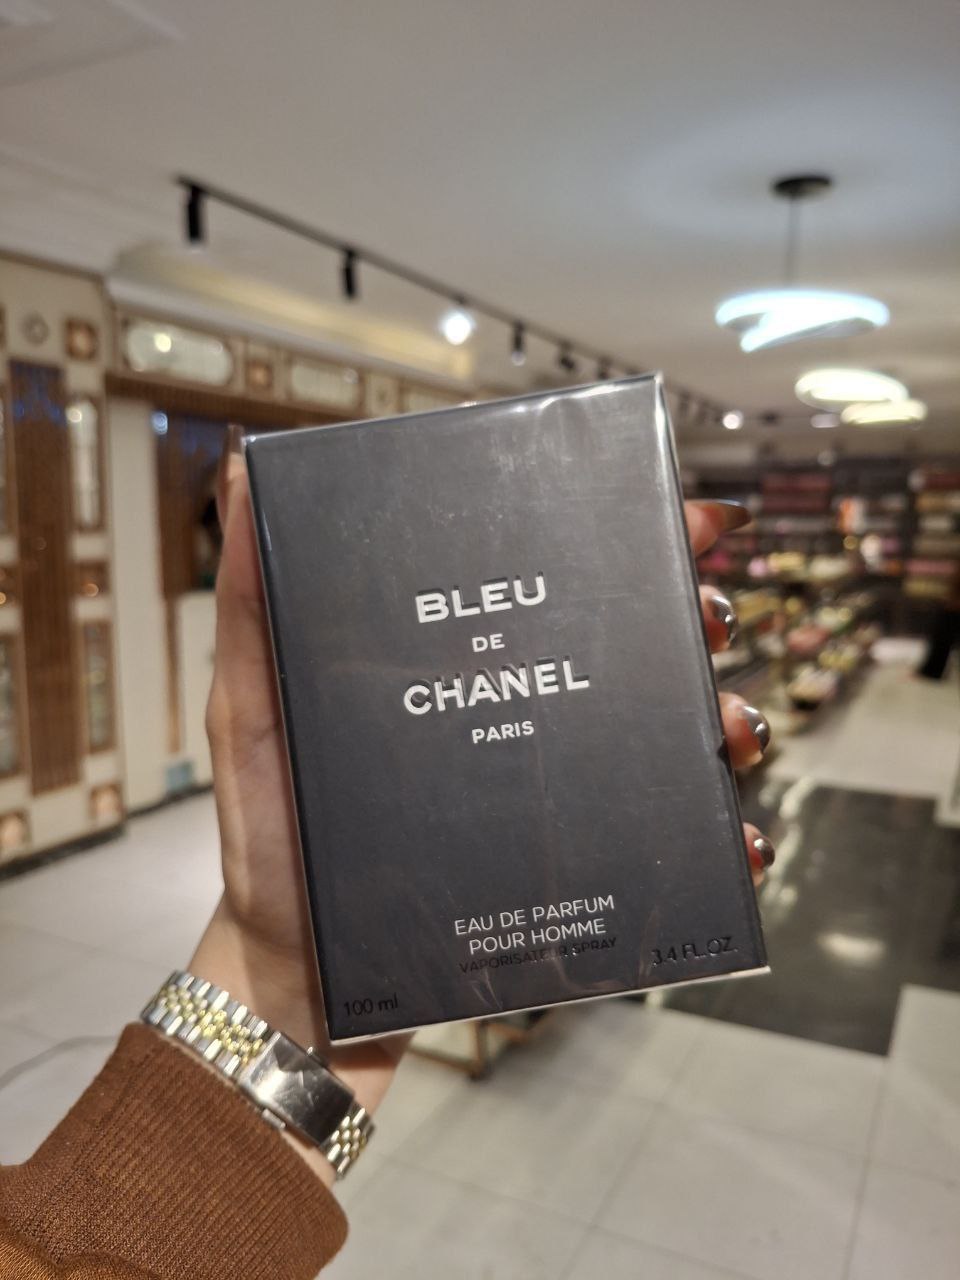 BLEU
DE
CHANEL
PARIS
EAU DE PARFUM
POUR HOMME
VAPORISATEUR SPRAY
100 ml
3.4 FL.OZ.